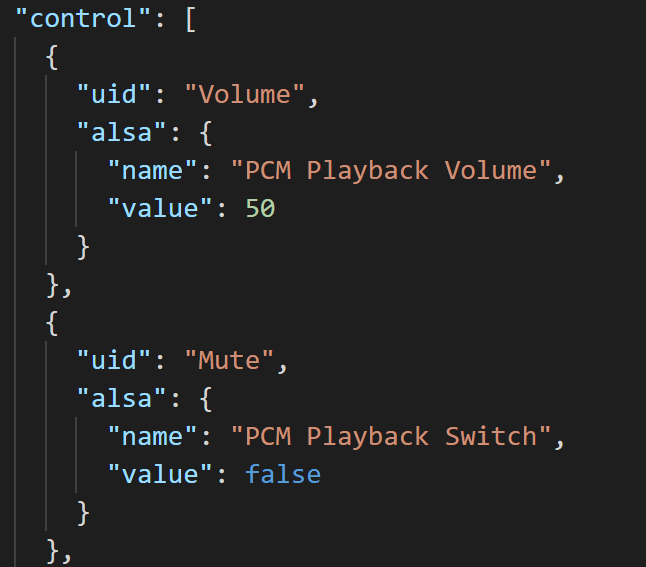 "control": [
{
"uid": "Volume",
"alsa": {
"name": "PCM Playback Volume",
"value": 50
}
},
{
"uid": "Mute",
"alsa": {
"name": "PCM Playback Switch",
"value": false
}
},